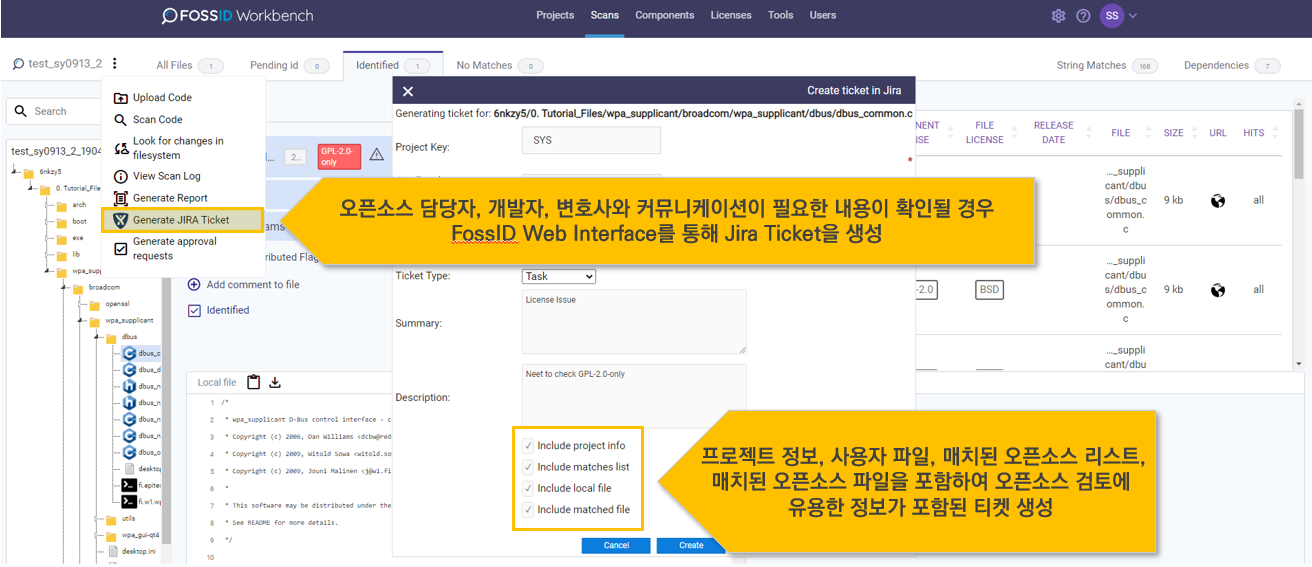 FOSSID Workbench
Projects Scans Components Licenses Tools Users
SS
test_sy0913_2
All Files 1 Pending id 0 Identified 1 No Matches 0 String Matches 168 Dependencies 7
Search
Upload Code
Scan Code
Look for changes in
filesystem
View Scan Log
Generate Report
Generate JIRA Ticket
Generate approval
requests
test_sy0913_2_1904
6nkzy5
0. Tutorial_File
arch
boot
exe
lib
wpa_supp
broadcom
openssl
wpa_supplicant
dbus
dbus_c
dbus_d
dbus_n
dbus_n
dbus_n
dbus_n
dbus_o
desktop
fi.epitest
fi.w1.wp
utils
wpa_gui-qt4
desktop.ini
2...
GPL-2.0-
only
ributed Flag
Add comment to file
Identified
Local file
1 /*
2 * wpa_supplicant D-Bus control interface - c
3 * Copyright (c) 2006, Dan Williams <dcbw@red
4 * Copyright (c) 2009, Witold Sowa <witold.so
5 * Copyright (c) 2009, Jouni Malinen <j@w1.fi
6 *
7 * This software may be distributed under the
8 * See README for more details.
9 */
10
Create ticket in Jira
Generating ticket for: 6nkzy5/0. Tutorial_Files/wpa_supplicant/broadcom/wpa_supplicant/dbus/dbus_common.c
Project Key: SYS
*
오픈소스 담당자, 개발자, 변호사와 커뮤니케이션이 필요한 내용이 확인될 경우
FossID Web Interface를 통해 Jira Ticket을 생성
Ticket Type: Task
Summary: License Issue
Description: Neet to check GPL-2.0-only
Include project info
Include matches list
Include local file
Include matched file
Cancel Create
프로젝트 정보, 사용자 파일, 매치된 오픈소스 리스트,
매치된 오픈소스 파일을 포함하여 오픈소스 검토에
유용한 정보가 포함된 티켓 생성
NENT
NSE
FILE
LICENSE
RELEASE
DATE
FILE SIZE URL HITS
..._suppli
cant/dbu
s/dbus_c
ommon.
c
9 kb all
-2.0 BSD
..._suppli
cant/dbu
s/dbus_c
ommon.
c
9 kb all
..._suppli
cant/dbu